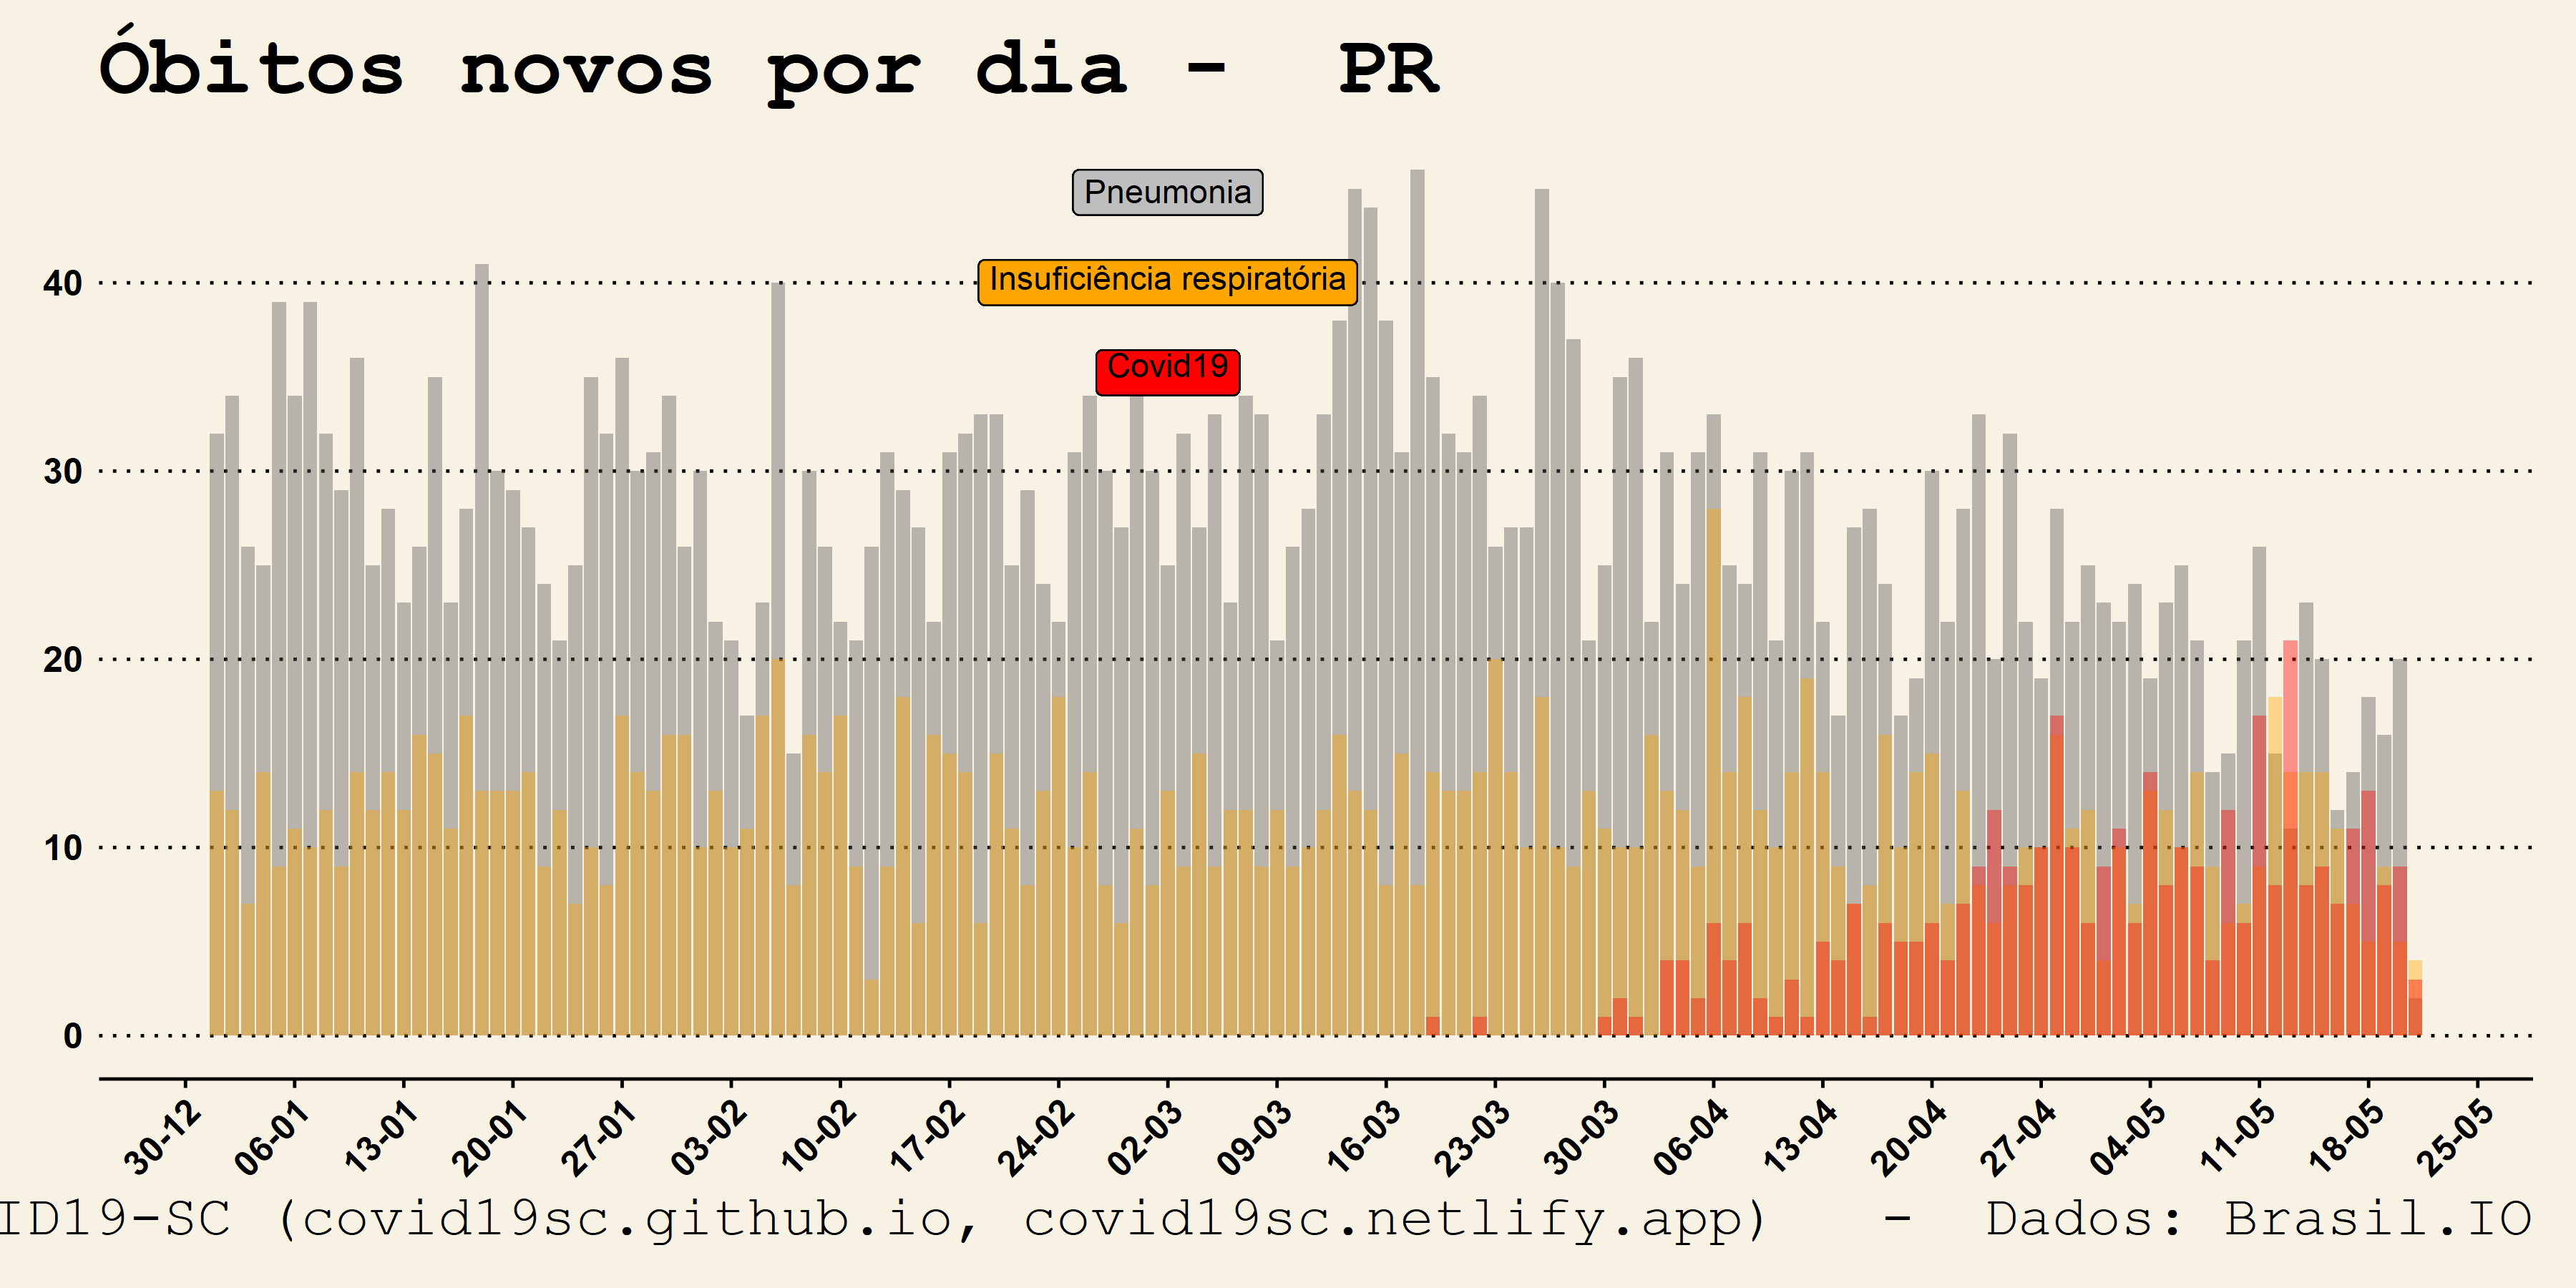 Óbitos novos por dia - PR
Pneumonia
Insuficiência respiratória
Covid19
40
30
20
10
0
30-12 06-01 13-01 20-01 27-01 03-02 10-02 17-02 24-02 02-03 09-03 16-03 23-03 30-03 06-04 13-04 20-04 27-04 04-05 11-05 18-05 25-05
ID19-SC (covid19sc.github.io, covid19sc.netlify.app) - Dados: Brasil.IO